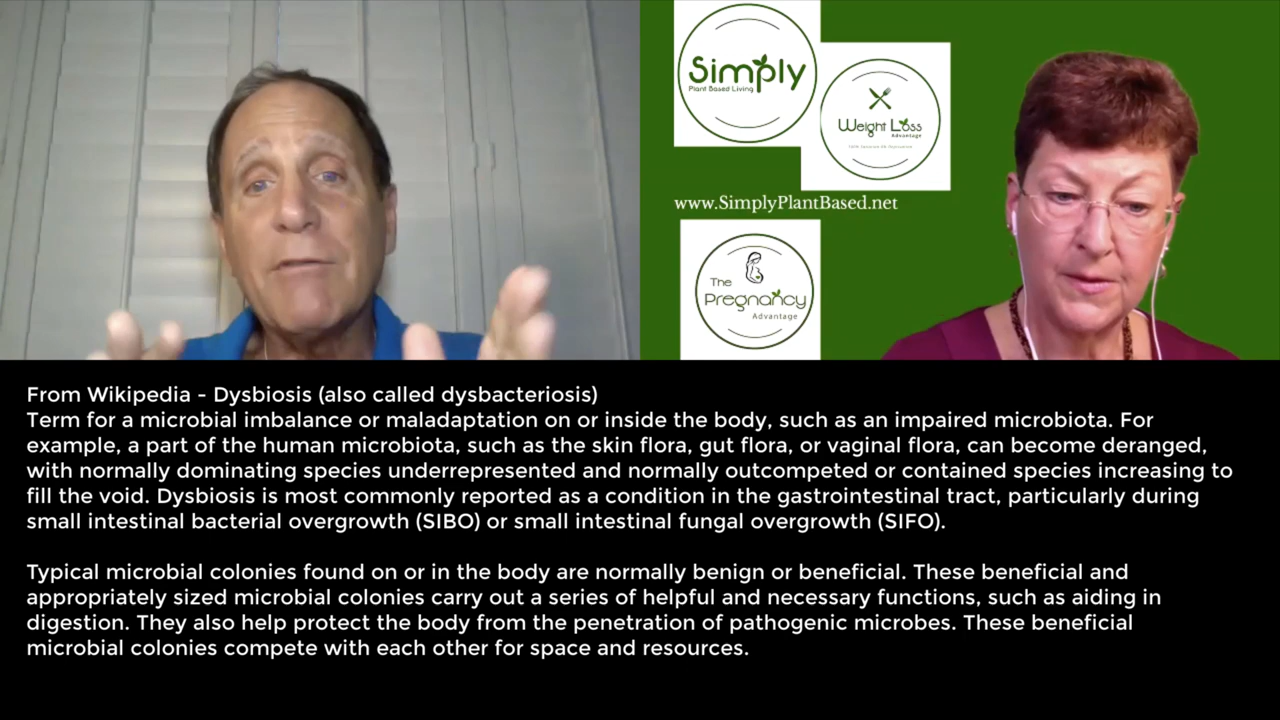 Simply
Plant Based Living
Weight Loss
Advantage
www.SimplyPlantBased.net
The
Pregnancy
Advantage
From Wikipedia - Dysbiosis (also called dysbacteriosis)
Term for a microbial imbalance or maladaptation on or inside the body, such as an impaired microbiota. For
example, a part of the human microbiota, such as the skin flora, gut flora, or vaginal flora, can become deranged,
with normally dominating species underrepresented and normally outcompeted or contained species increasing to
fill the void. Dysbiosis is most commonly reported as a condition in the gastrointestinal tract, particularly during
small intestinal bacterial overgrowth (SIBO) or small intestinal fungal overgrowth (SIFO).
Typical microbial colonies found on or in the body are normally benign or beneficial. These beneficial and
appropriately sized microbial colonies carry out a series of helpful and necessary functions, such as aiding in
digestion. They also help protect the body from the penetration of pathogenic microbes. These beneficial
microbial colonies compete with each other for space and resources.